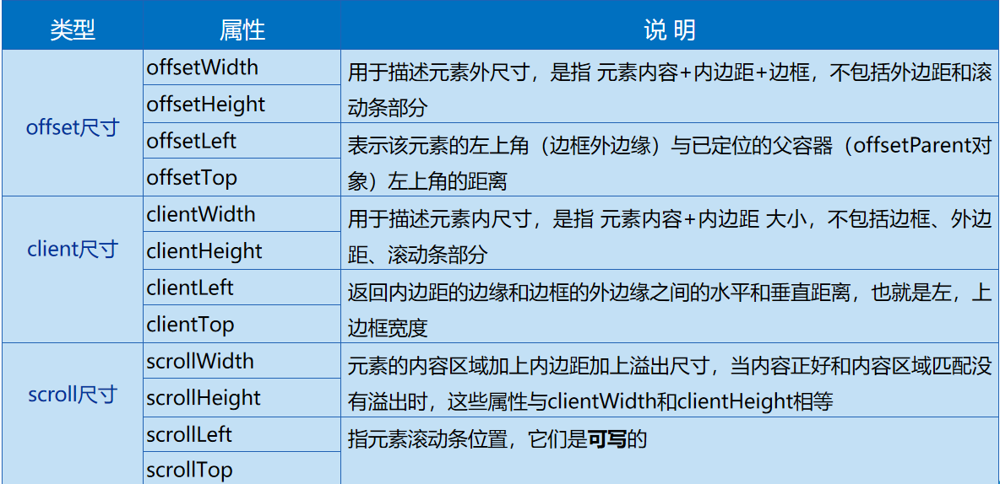 类型 属性 说 明
offset尺寸
offsetWidth
offsetHeight
用于描述元素外尺寸，是指 元素内容+内边距+边框，不包括外边距和滚
动条部分
offsetLeft
offsetTop
表示该元素的左上角（边框外边缘）与已定位的父容器（offsetParent对
象）左上角的距离
client尺寸
clientWidth
clientHeight
用于描述元素内尺寸，是指 元素内容+内边距 大小，不包括边框、外边
距、滚动条部分
clientLeft
clientTop
返回内边距的边缘和边框的外边缘之间的水平和垂直距离，也就是左，上
边框宽度
scroll尺寸
scrollWidth
scrollHeight
元素的内容区域加上内边距加上溢出尺寸，当内容正好和内容区域匹配没
有溢出时，这些属性与clientWidth和clientHeight相等
scrollLeft
scrollTop
指元素滚动条位置，它们是可写的